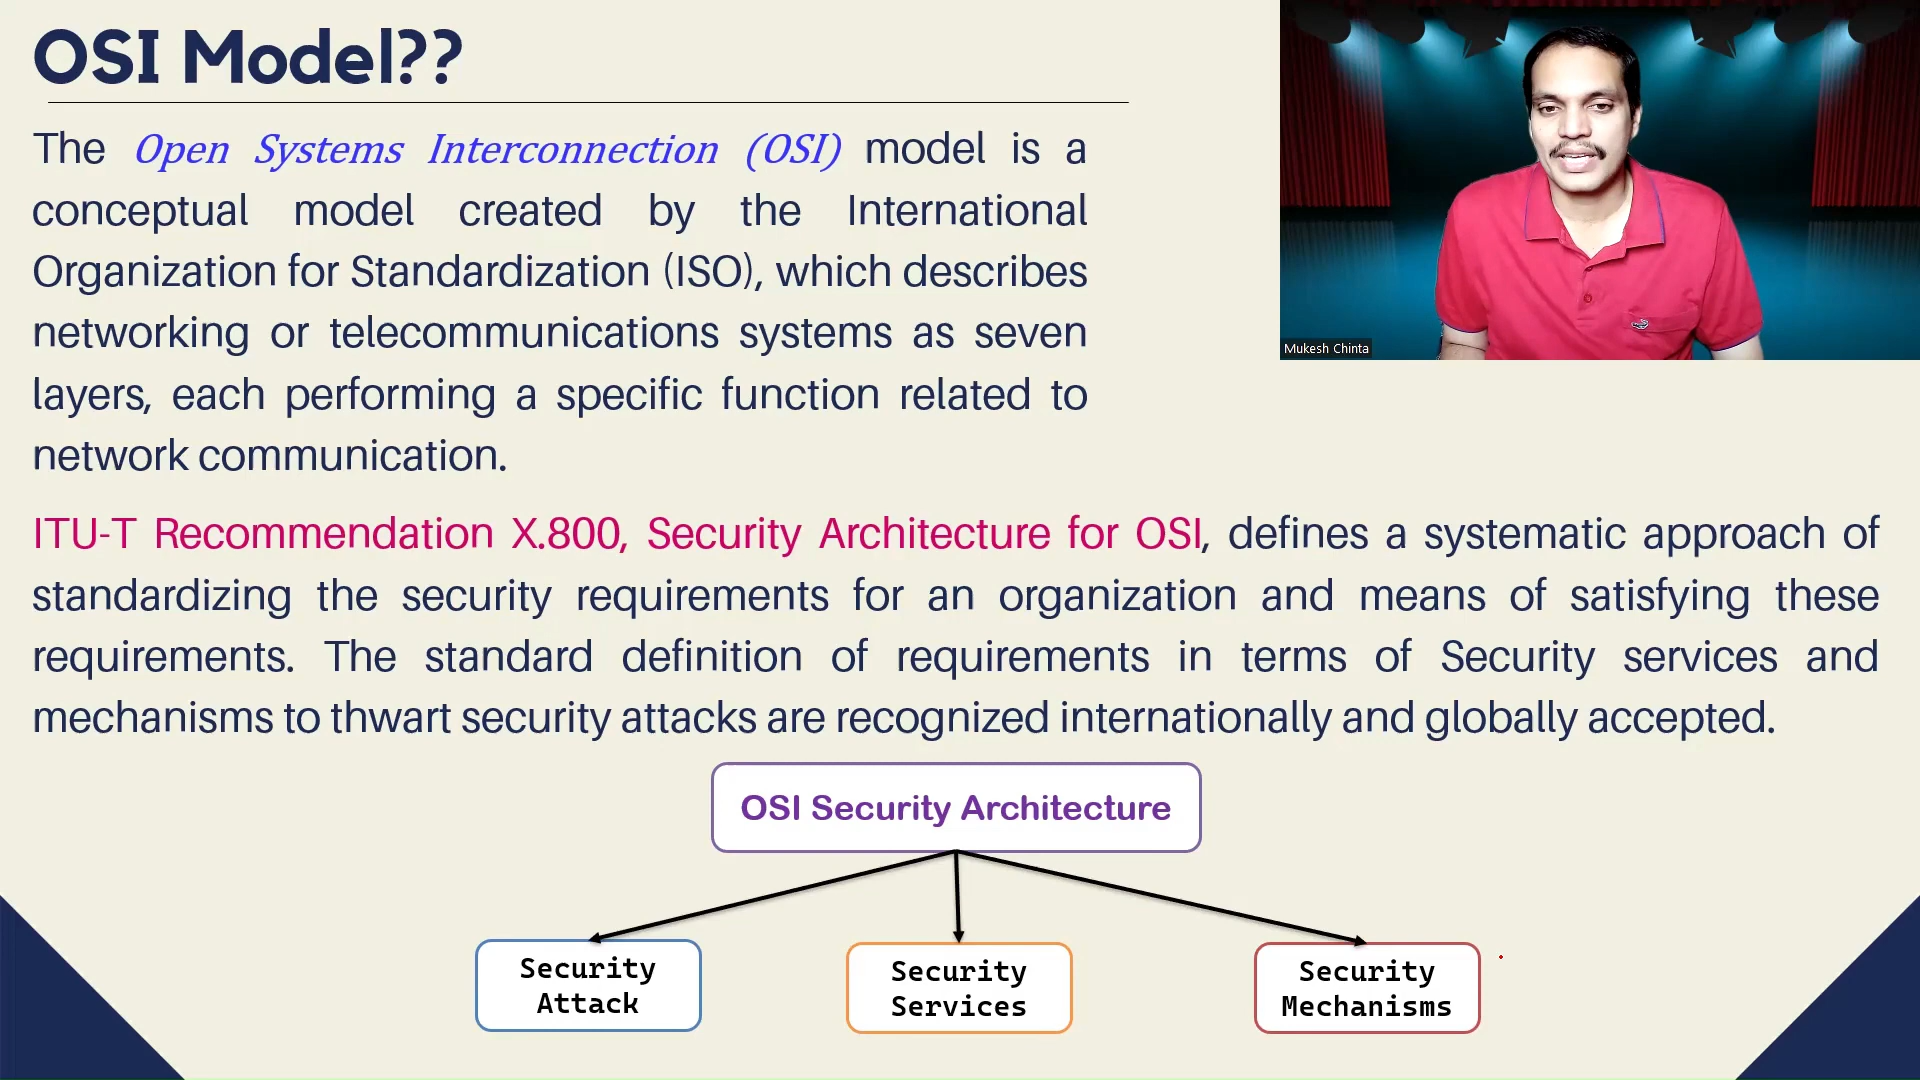 OSI Model??
The Open Systems Interconnection (OSI) model is a
conceptual model created by the International
Organization for Standardization (ISO), which describes
networking or telecommunications systems as seven
layers, each performing a specific function related to
network communication.
Mukesh Chinta
ITU-T Recommendation X.800, Security Architecture for OSI, defines a systematic approach of
standardizing the security requirements for an organization and means of satisfying these
requirements. The standard definition of requirements in terms of Security services and
mechanisms to thwart security attacks are recognized internationally and globally accepted.
OSI Security Architecture
Security
Attack
Security
Services
Security
Mechanisms